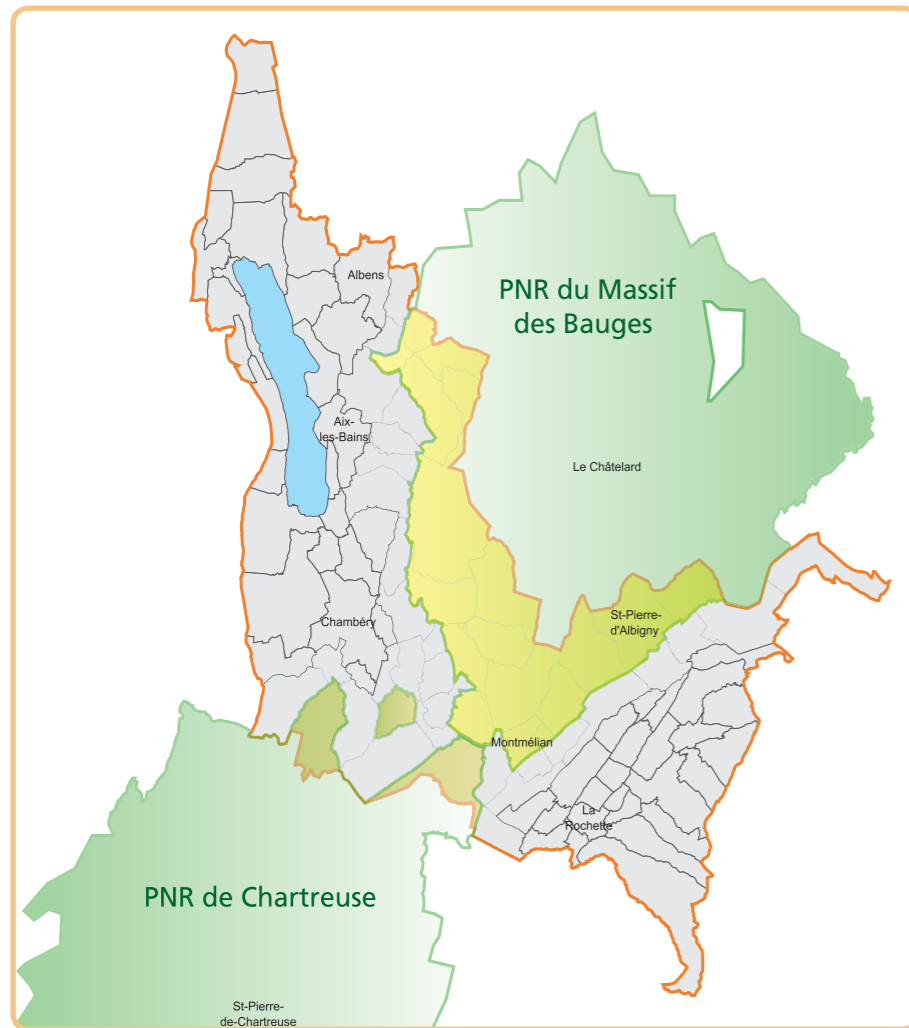 Albens
PNR du Massif
des Bauges
Aix-
les-Bains
Le Châtelard
St-Pierre-
d'Albigny
Chambéry
Montmélian
La
Rochette
PNR de Chartreuse
St-Pierre-
de-Chartreuse